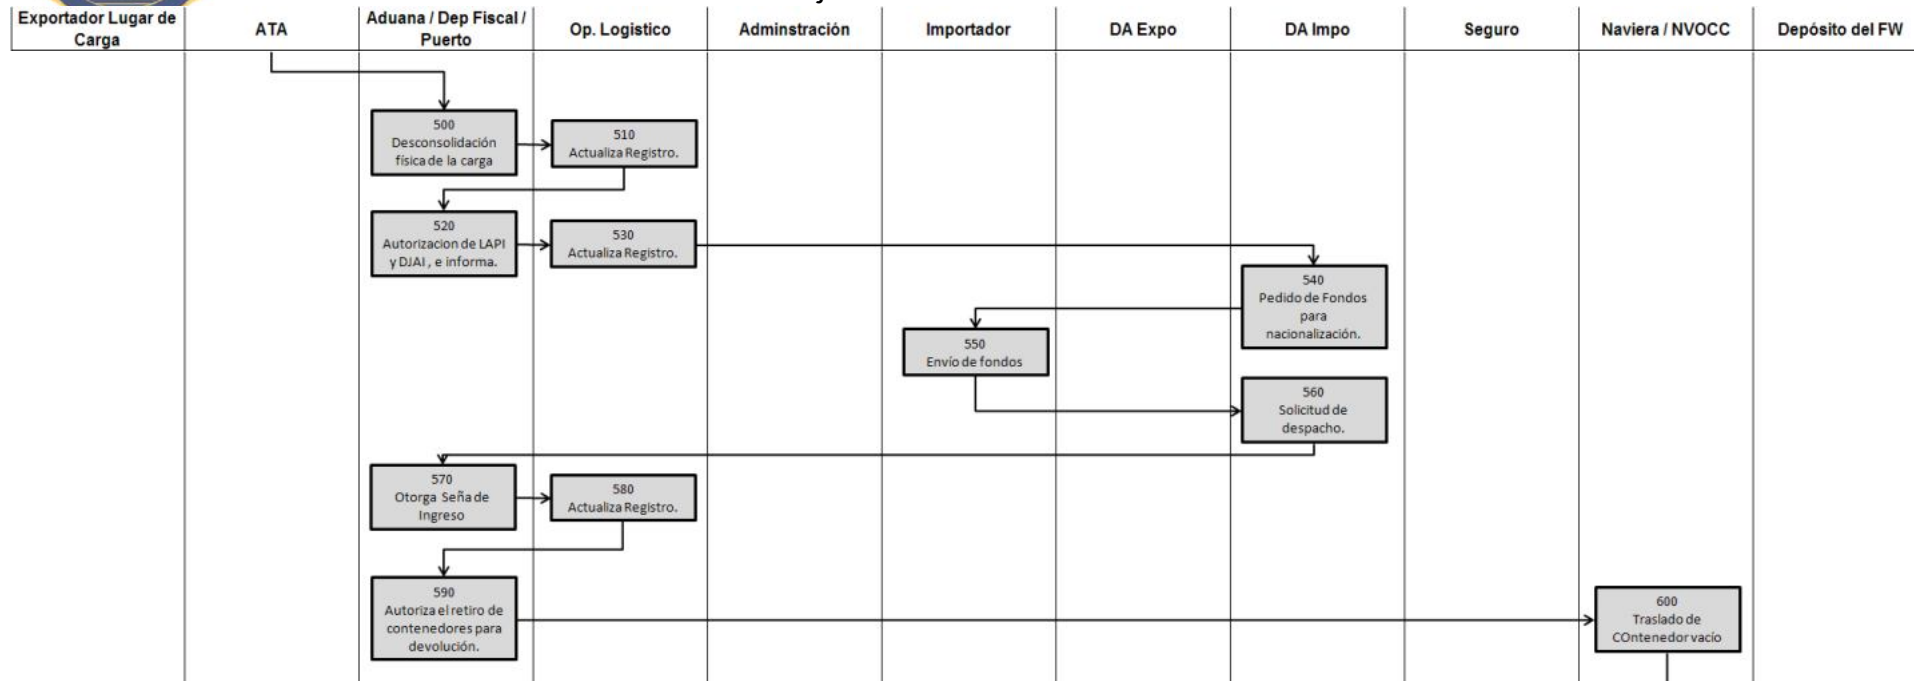 Exportador Lugar de
Carga
ATA
Aduana / Dep Fiscal /
Puerto
Op. Logistico
Adminstración
Importador
DA Expo
DA Impo
Seguro
Naviera / NVOCC
Depósito del FW
500
Desconsolidación
física de la carga
510
Actualiza Registro.
520
Autorizacion de LAPI
y DJAI , e informa.
530
Actualiza Registro.
540
Pedido de Fondos
para
nacionalización.
550
Envío de fondos
560
Solicitud de
despacho.
570
Otorga Seña de
Ingreso
580
Actualiza Registro.
590
Autoriza el retiro de
contenedores para
devolución.
600
Traslado de
COntenedor vacío